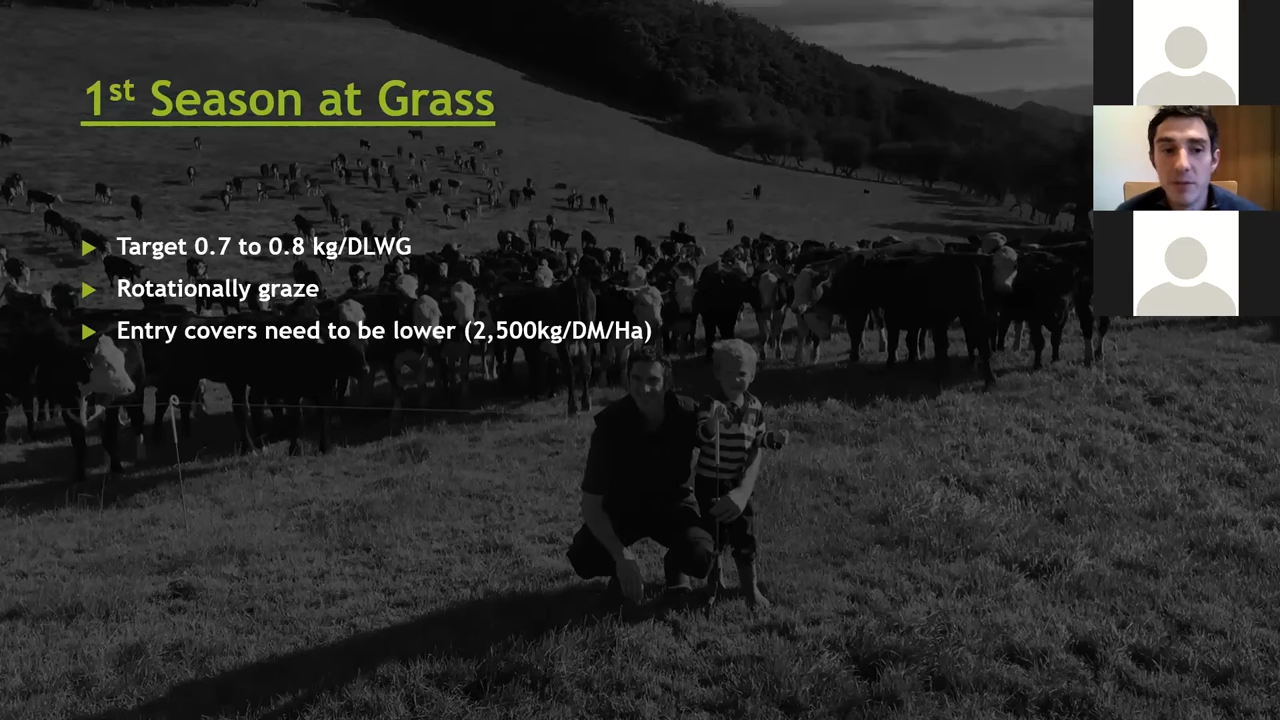 1st Season at Grass
Target 0.7 to 0.8 kg/DLWG
Rotationally graze
Entry covers need to be lower (2,500kg/DM/Ha)